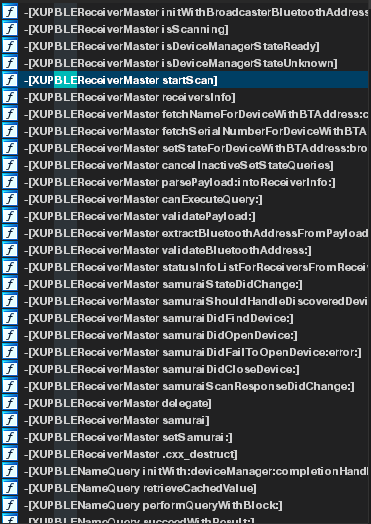 -[XUPBLEReceiverMaster initWithBroadcasterBluetoothAddress
-[XUPBLEReceiverMaster isScanning]
-[XUPBLEReceiverMaster isDeviceManagerStateReady]
-[XUPBLEReceiverMaster isDeviceManagerStateUnknown]
-[XUPBLEReceiverMaster startScan]
-[XUPBLEReceiverMaster receiversInfo]
-[XUPBLEReceiverMaster fetchNameForDeviceWithBTAddress:c
-[XUPBLEReceiverMaster fetchSerialNumberForDeviceWithBTA
-[XUPBLEReceiverMaster setStateForDeviceWithBTAddress:bro
-[XUPBLEReceiverMaster cancelInactiveSetStateQueries]
-[XUPBLEReceiverMaster parsePayload:intoReceiverInfo:]
-[XUPBLEReceiverMaster canExecuteQuery:]
-[XUPBLEReceiverMaster validatePayload:]
-[XUPBLEReceiverMaster extractBluetoothAddressFromPayload
-[XUPBLEReceiverMaster validateBluetoothAddress:]
-[XUPBLEReceiverMaster statusInfoListForReceiversFromRecei
-[XUPBLEReceiverMaster samuraiStateDidChange:]
-[XUPBLEReceiverMaster samuraiShouldHandleDiscoveredDevi
-[XUPBLEReceiverMaster samuraiDidFindDevice:]
-[XUPBLEReceiverMaster samuraiDidOpenDevice:]
-[XUPBLEReceiverMaster samuraiDidFailToOpenDevice:error:]
-[XUPBLEReceiverMaster samuraiDidCloseDevice:]
-[XUPBLEReceiverMaster samuraiScanResponseDidChange:]
-[XUPBLEReceiverMaster delegate]
-[XUPBLEReceiverMaster samurai]
-[XUPBLEReceiverMaster setSamurai:]
-[XUPBLEReceiverMaster .cxx_destruct]
-[XUPBLENameQuery initWith:deviceManager:completionHandl
-[XUPBLENameQuery retrieveCachedValue]
-[XUPBLENameQuery performQueryWithBlock:]
-[XUPBLENameQuery succeedWithResult:]